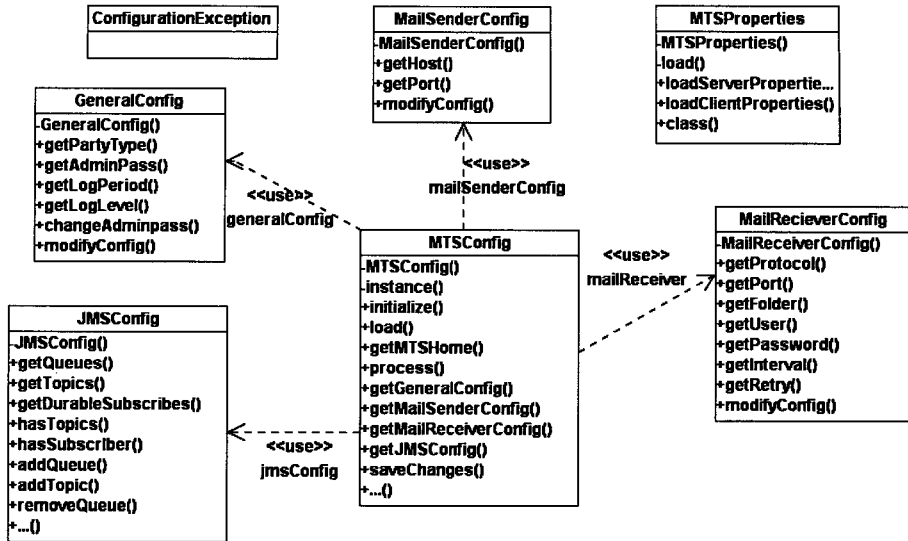 ConfigurationException
MailSenderConfig
-MailSenderConfig()
+getHost()
+getPort()
+modifyConfig()
MTSProperties
-MTSProperties()
-load()
+loadServerPropertie...
+loadClientProperties()
+class()
GeneralConfig
-GeneralConfig()
+getPartyType()
+getAdminPass()
+getLogPeriod()
+getLogLevel()
+changeAdminpass()
+modifyConfig()
<<use>>
generalConfig
<<use>>
mailSenderConfig
MTSConfig
-MTSConfig()
-instance()
+initialize()
+load()
+getMTSHome()
+process()
+getGeneralConfig()
+getMailSenderConfig()
+getMailReceiverConfig()
+getJMSConfig()
+saveChanges()
+...()
<<use>>
mailReceiver
MailRecieverConfig
-MailReceiverConfig()
+getProtocol()
+getPort()
+getFolder()
+getUser()
+getPassword()
+getInterval()
+getRetry()
+modifyConfig()
JMSConfig
-JMSConfig()
+getQueues()
+getTopics()
+getDurableSubscribes()
+hasTopics()
+hasSubscriber()
+addQueue()
+addTopic()
+removeQueue()
+...()
<<use>>
jmsConfig